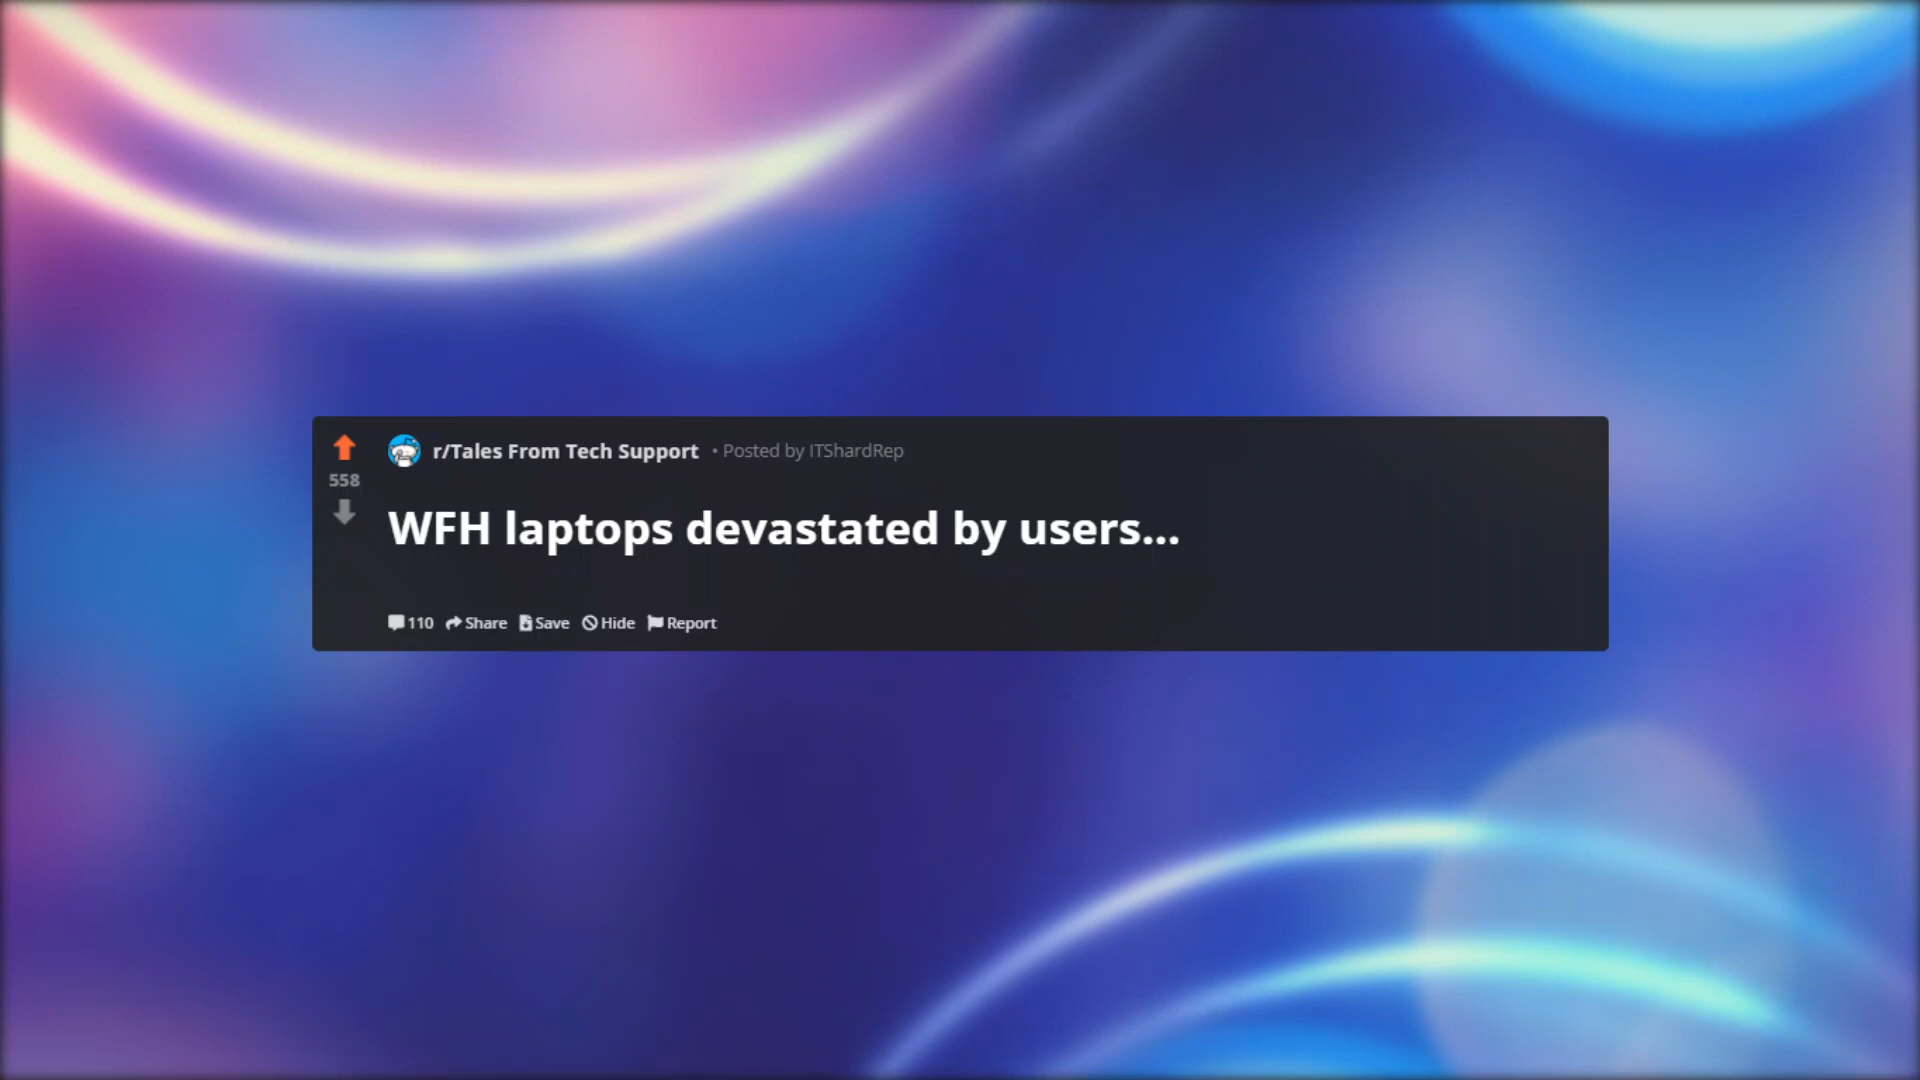 r/Tales From Tech Support • Posted by ITShardRep
558
WFH laptops devastated by users...
110 Share Save Hide Report